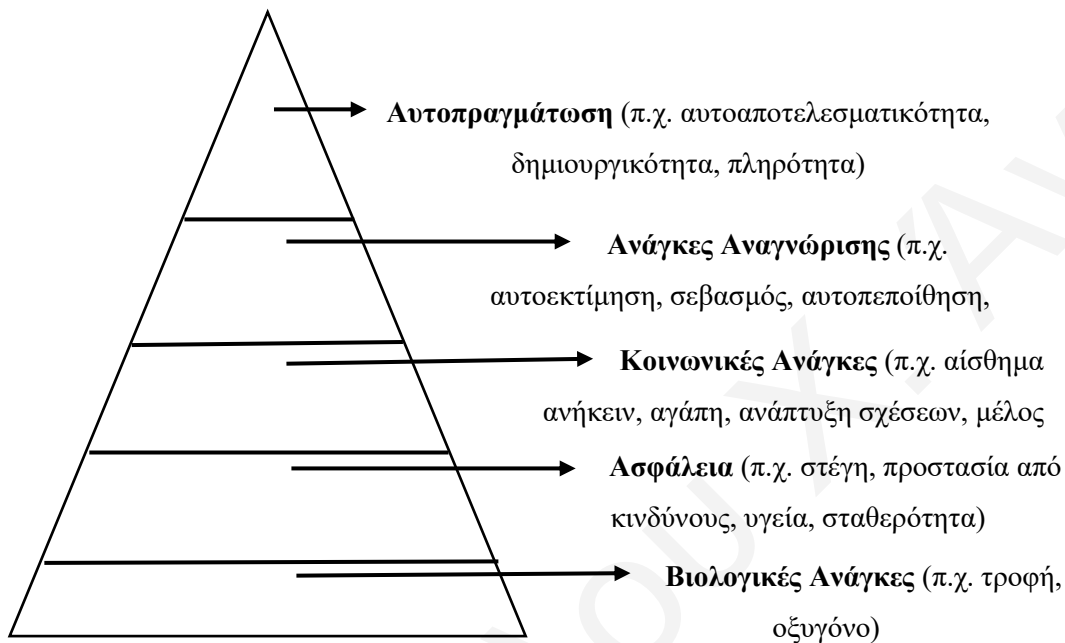 Αυτοπραγμάτωση (π.χ. αυτοαποτελεσματικότητα,
δημιουργικότητα, πληρότητα)
Ανάγκες Αναγνώρισης (π.χ.
αυτοεκτίμηση, σεβασμός, αυτοπεποίθηση,
Κοινωνικές Ανάγκες (π.χ. αίσθημα
ανήκειν, αγάπη, ανάπτυξη σχέσεων, μέλος
Ασφάλεια (π.χ. στέγη, προστασία από
κινδύνους, υγεία, σταθερότητα)
Βιολογικές Ανάγκες (π.χ. τροφή,
οξυγόνο)